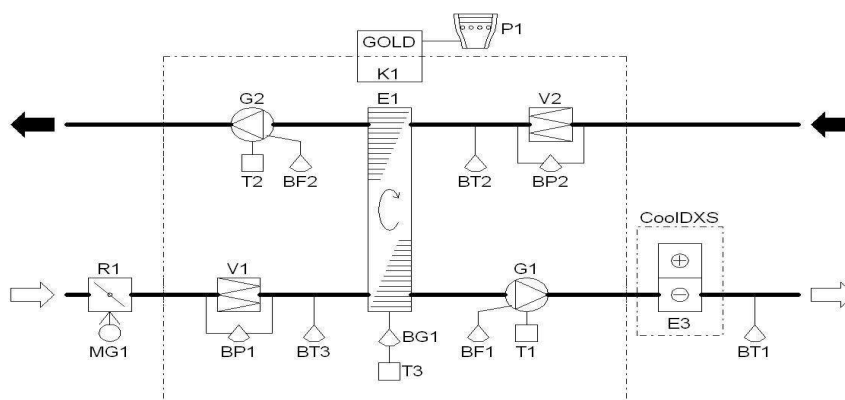 P1
GOLD
K1
G2
E1
V2
T2
BF2
BT2
BP2
CoolDXS
R1
V1
G1
MG1
BP1
BT3
BG1
BF1
T1
E3
BT1
T3